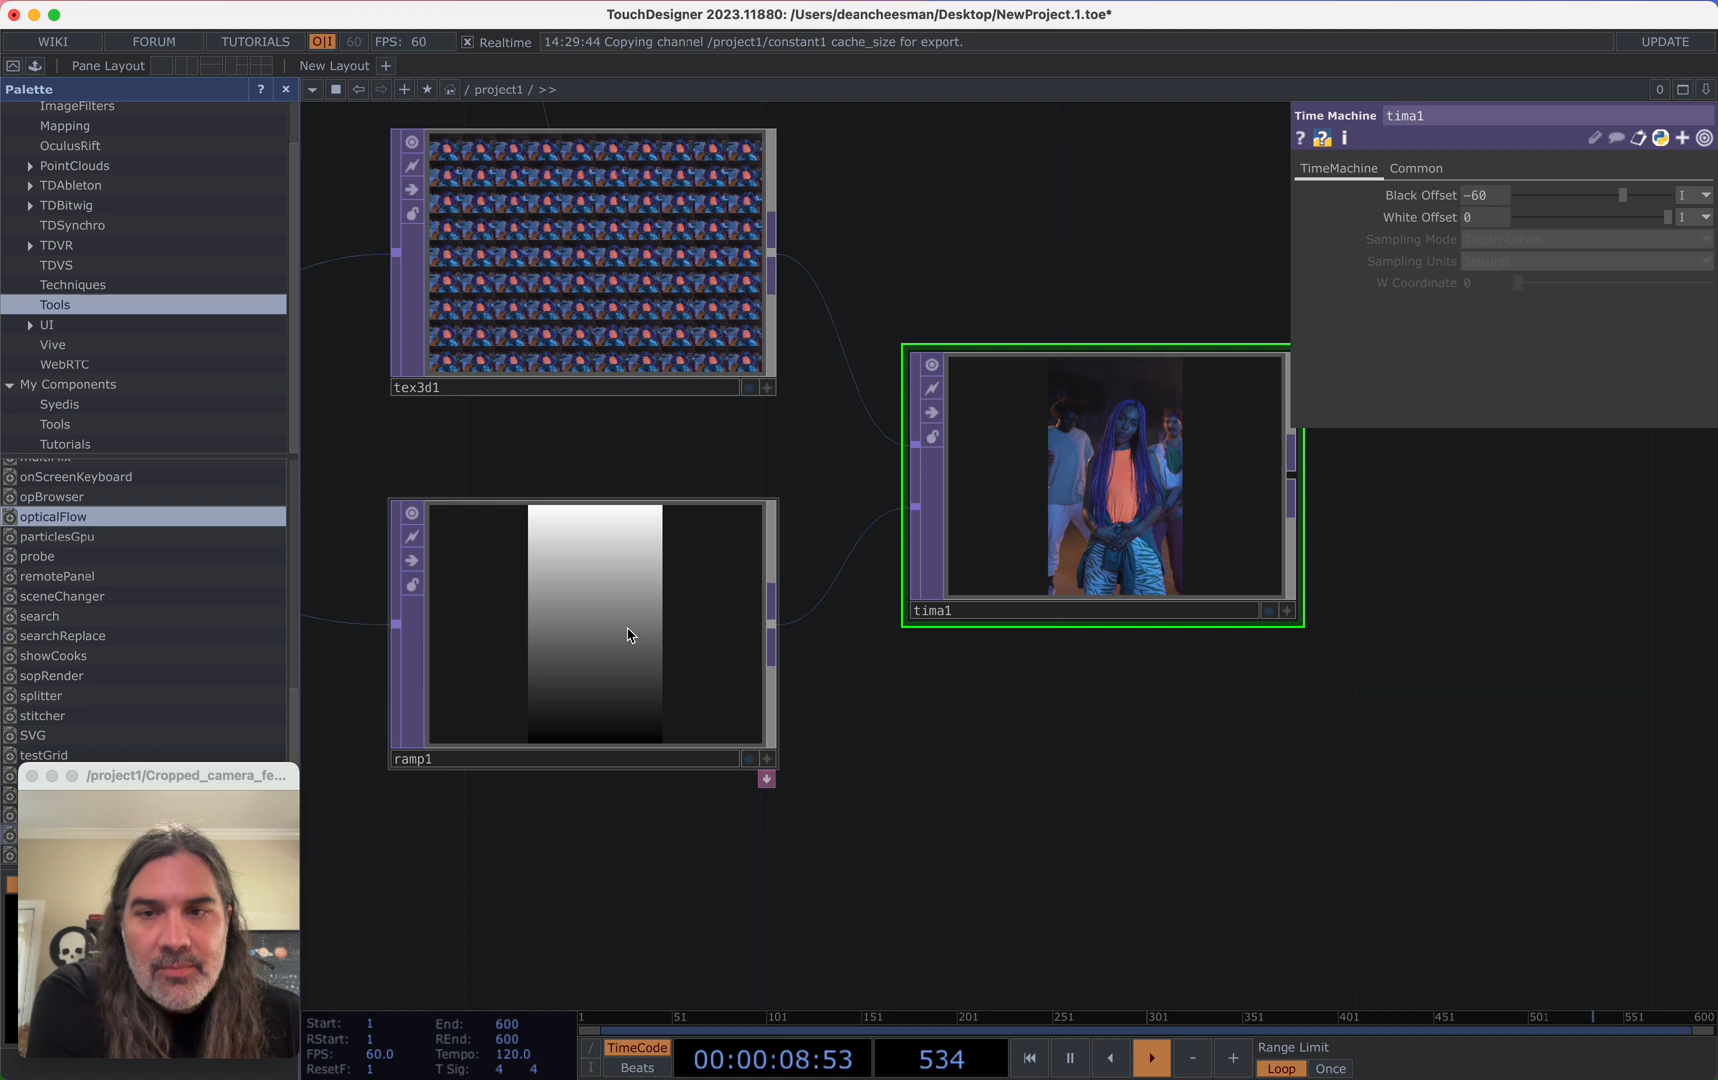 TouchDesigner 2023.11880: /Users/deancheesman/Desktop/NewProject.1.toe*
WIKI FORUM TUTORIALS O|I 60 FPS: 60 Realtime 14:29:44 Copying channel /project1/constant1 cache_size for export. UPDATE
Pane Layout New Layout +
Palette ? x / project1 / >> 0
ImageFilters
Mapping
OculusRift
PointClouds
TDAbleton
TDBitwig
TDSynchro
TDVR
TDVS
Techniques
Tools
UI
Vive
WebRTC
My Components
Syedis
Tools
Tutorials
onScreenKeyboard
opBrowser
opticalFlow
particlesGpu
probe
remotePanel
sceneChanger
search
searchReplace
showCooks
sopRender
splitter
stitcher
SVG
testGrid
/project1/Cropped_camera_fe...
tex3d1
ramp1
tima1
Time Machine tima1
? ? i
TimeMachine Common
Black Offset -60 I
White Offset 0 I
Sampling Mode Depth Offset
Sampling Units Natural
W Coordinate 0
Start: 1 End: 600
RStart: 1 REnd: 600
FPS: 60.0 Tempo: 120.0
ResetF: 1 T Sig: 4 4
1 51 101 151 201 251 301 351 401 451 501 551 600
/ TimeCode
I Beats
00:00:08:53 534
- +
Range Limit
Loop Once